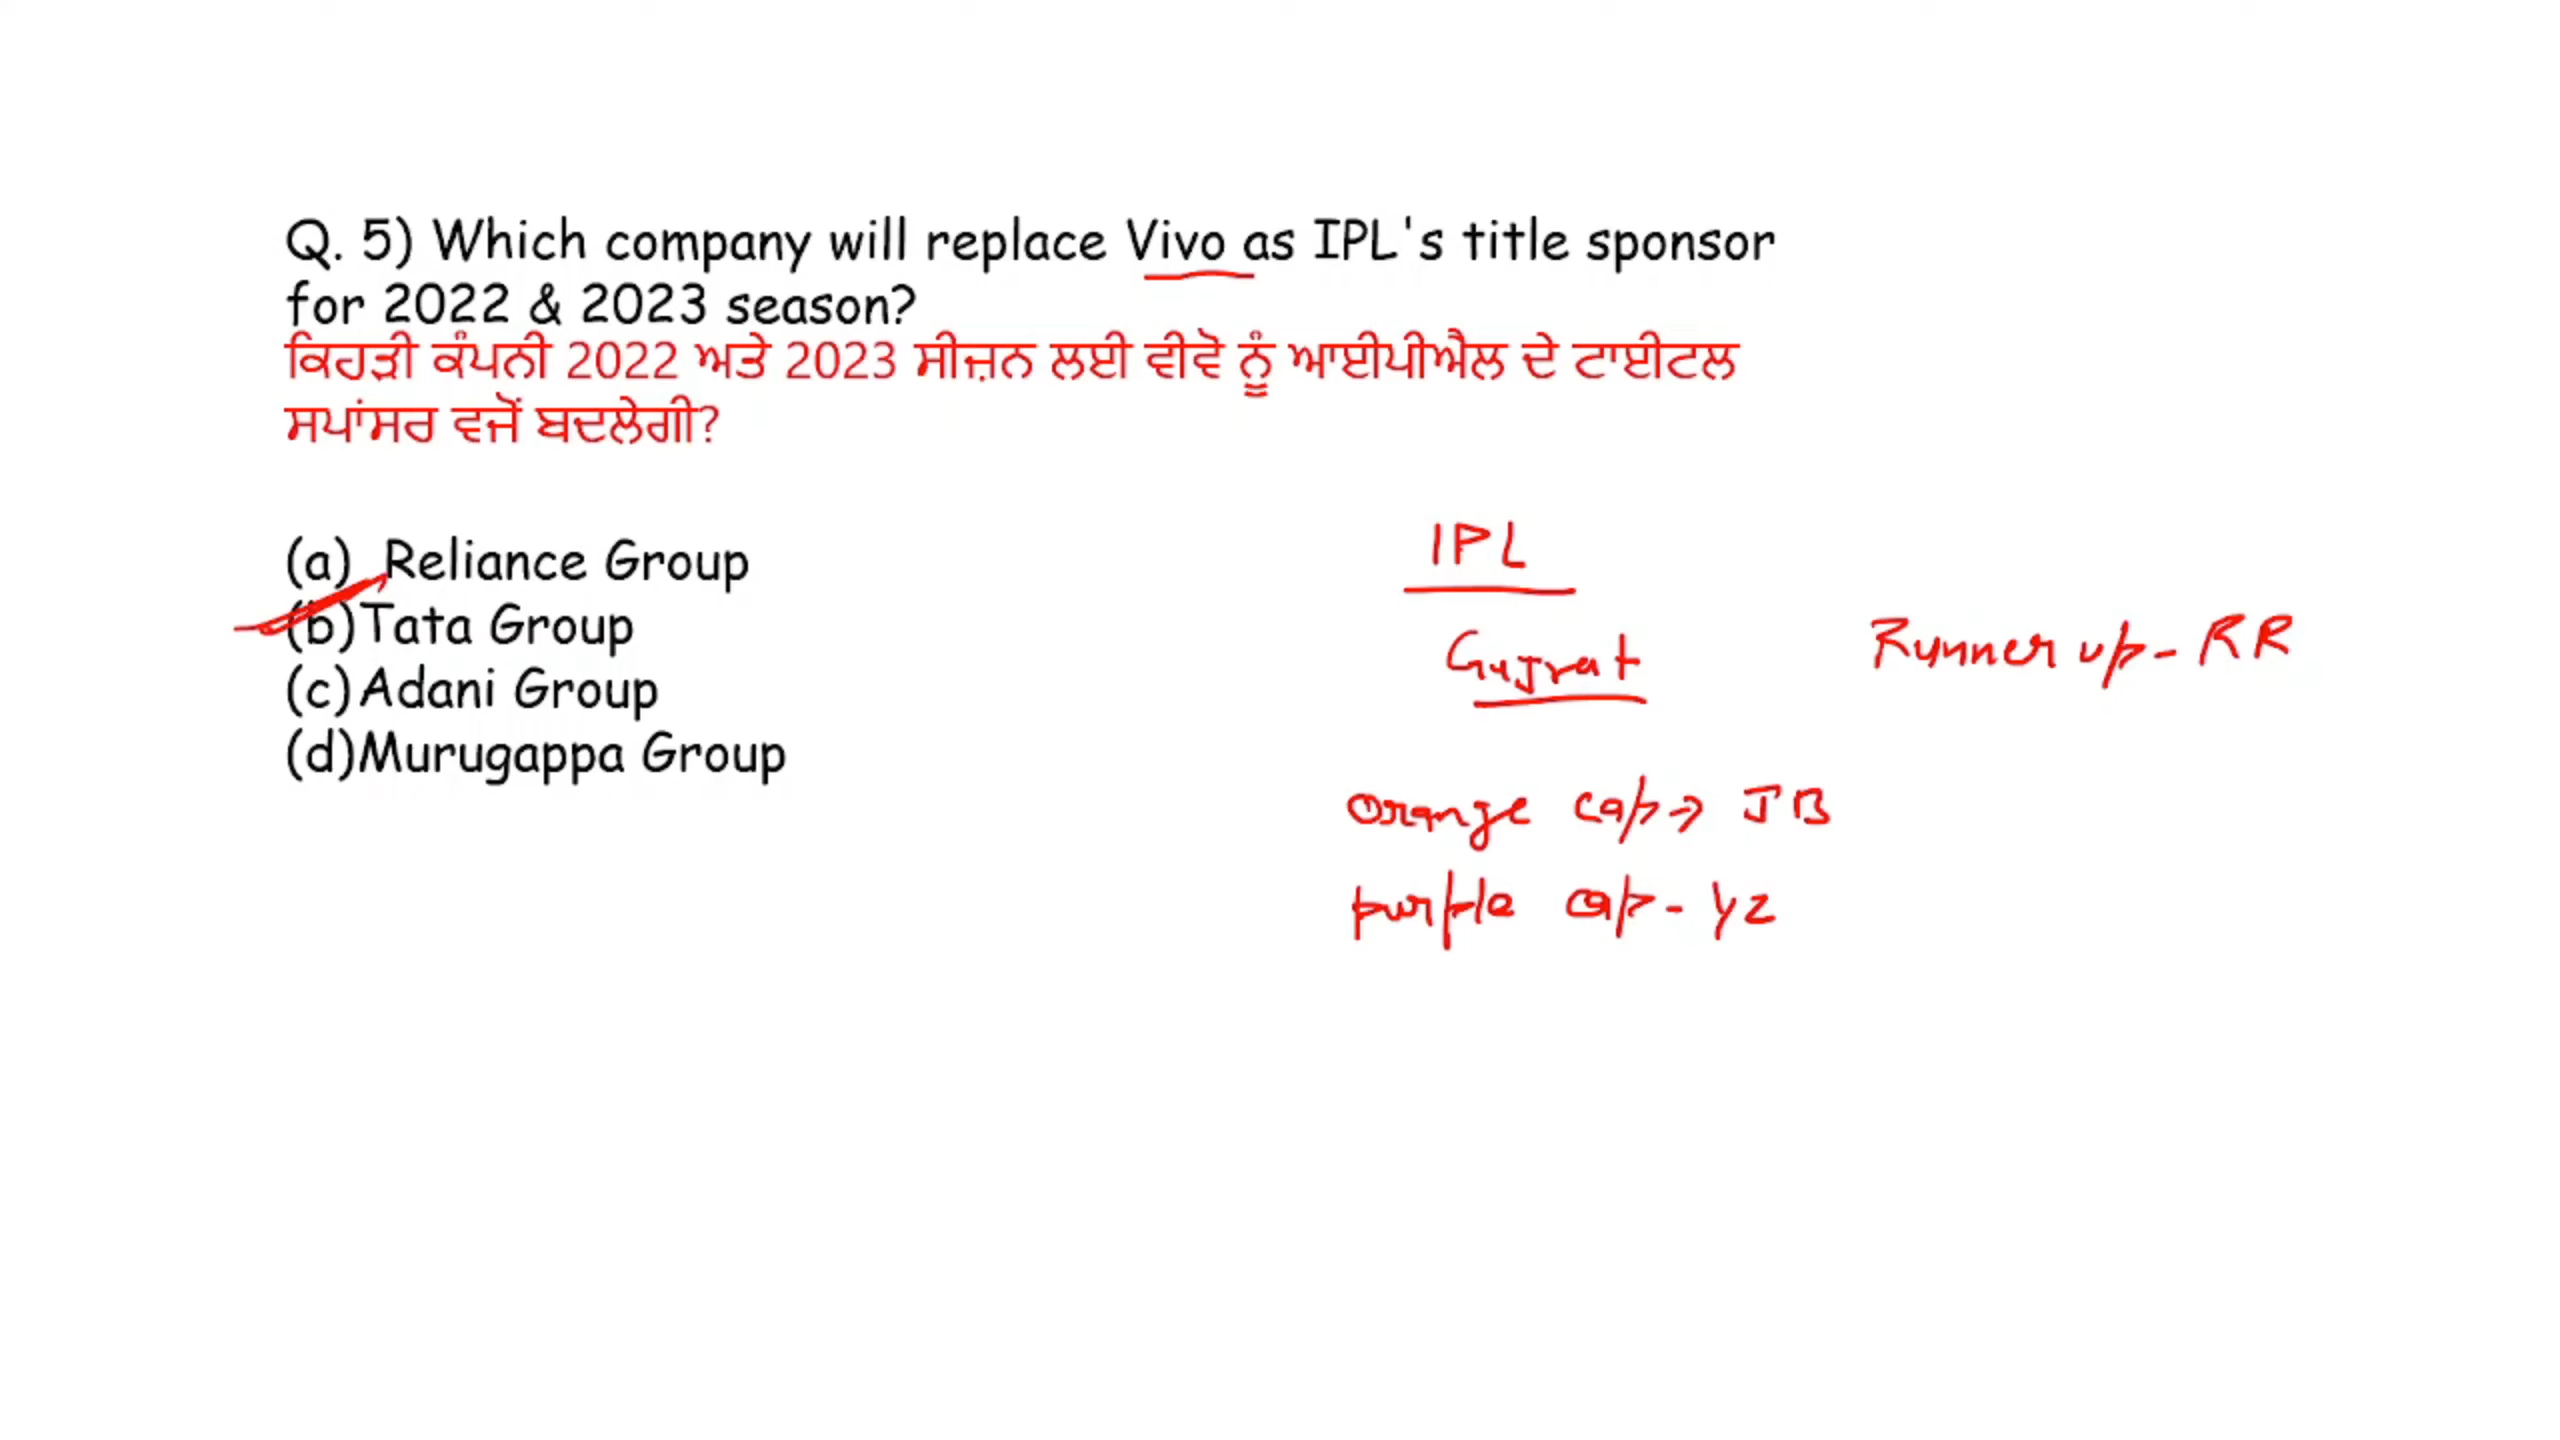 Q. 5) Which company will replace Vivo as IPL's title sponsor
for 2022 & 2023 season?
ਕਿਹੜੀ ਕੰਪਨੀ 2022 ਅਤੇ 2023 ਸੀਜ਼ਨ ਲਈ ਵੀਵੋ ਨੂੰ ਆਈਪੀਐਲ ਦੇ ਟਾਈਟਲ
ਸਪਾਂਸਰ ਵਜੋਂ ਬਦਲੇਗੀ?
(a) Reliance Group
(b) Tata Group
(c) Adani Group
(d) Murugappa Group
IPL
Gujrat
Runner up - RR
orange cap → JB
purple cap - YZ